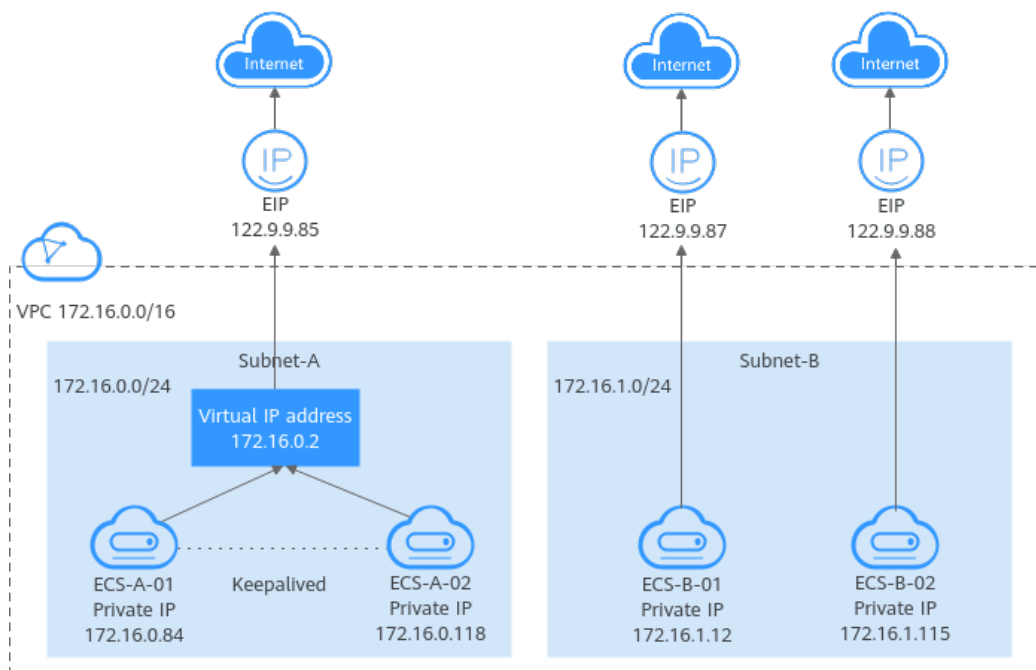 Internet
Internet
Internet
IP
IP
IP
EIP
122.9.9.85
EIP
122.9.9.87
EIP
122.9.9.88
VPC 172.16.0.0/16
Subnet-A
172.16.0.0/24
Virtual IP address
172.16.0.2
ECS-A-01
Private IP
172.16.0.84
Keepalived
ECS-A-02
Private IP
172.16.0.118
Subnet-B
172.16.1.0/24
ECS-B-01
Private IP
172.16.1.12
ECS-B-02
Private IP
172.16.1.115